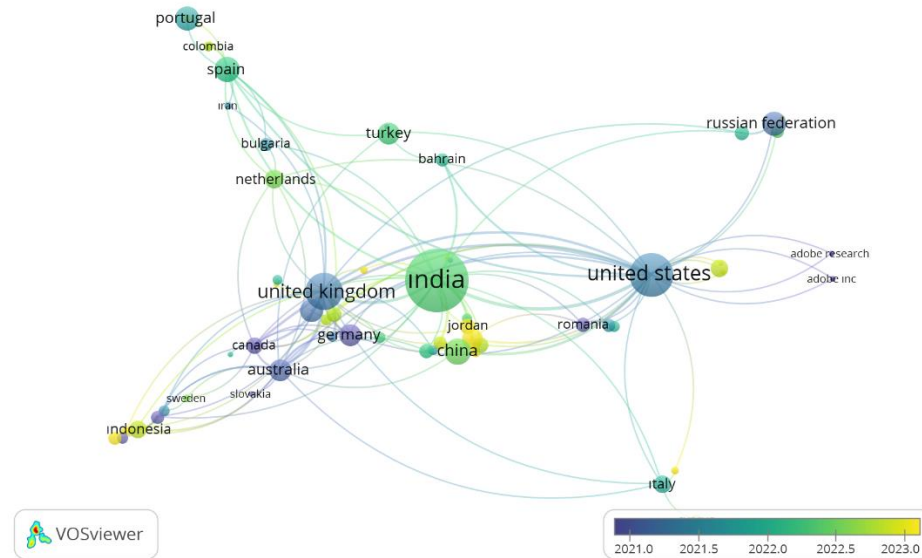 portugal
colombia
spain
iran
bulgaria
turkey
bahrain
russian federation
netherlands
adobe research
india
united states
adobe inc
united kingdom
jordan
romania
germany
canada
china
australia
slovakia
sweden
indonesia
italy
VOSviewer
2021.0 2021.5 2022.0 2022.5 2023.0